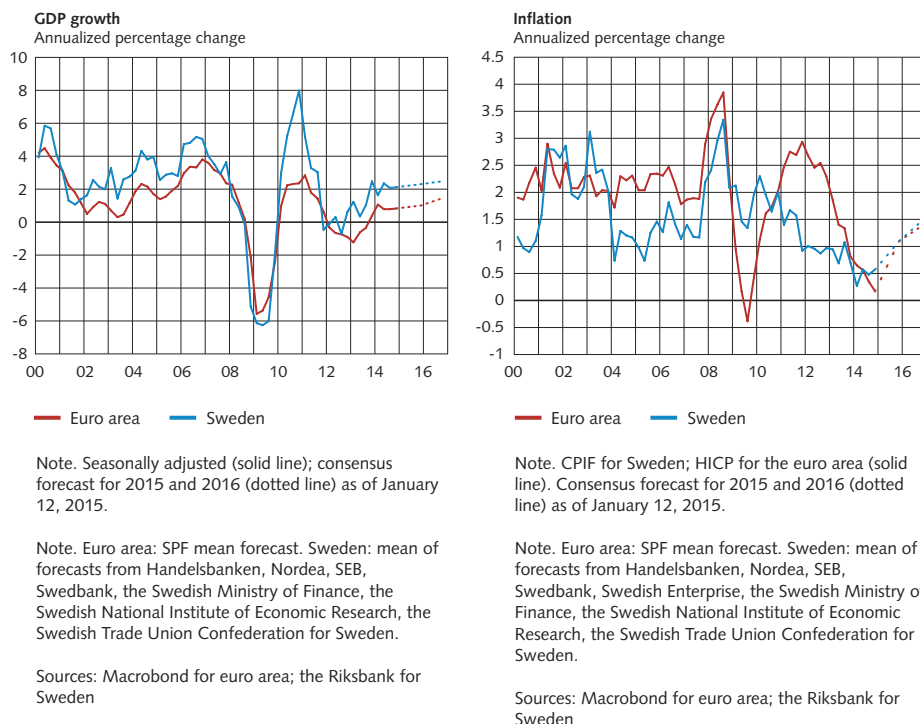 GDP growth
Annualized percentage change
10
8
6
4
2
0
-2
-4
-6
-8
00 02 04 06 08 10 12 14 16
Euro area Sweden
Note. Seasonally adjusted (solid line); consensus
forecast for 2015 and 2016 (dotted line) as of January
12, 2015.
Note. Euro area: SPF mean forecast. Sweden: mean of
forecasts from Handelsbanken, Nordea, SEB,
Swedbank, the Swedish Ministry of Finance, the
Swedish National Institute of Economic Research, the
Swedish Trade Union Confederation for Sweden.
Sources: Macrobond for euro area; the Riksbank for
Sweden
Inflation
Annualized percentage change
4.5
4
3.5
3
2.5
2
1.5
1
0.5
0
-0.5
-1
00 02 04 06 08 10 12 14 16
Euro area Sweden
Note. CPIF for Sweden; HICP for the euro area (solid
line). Consensus forecast for 2015 and 2016 (dotted
line) as of January 12, 2015.
Note. Euro area: SPF mean forecast. Sweden: mean of
forecasts from Handelsbanken, Nordea, SEB,
Swedbank, Swedish Enterprise, the Swedish Ministry of
Finance, the Swedish National Institute of Economic
Research, the Swedish Trade Union Confederation for
Sweden.
Sources: Macrobond for euro area; the Riksbank for
Sweden